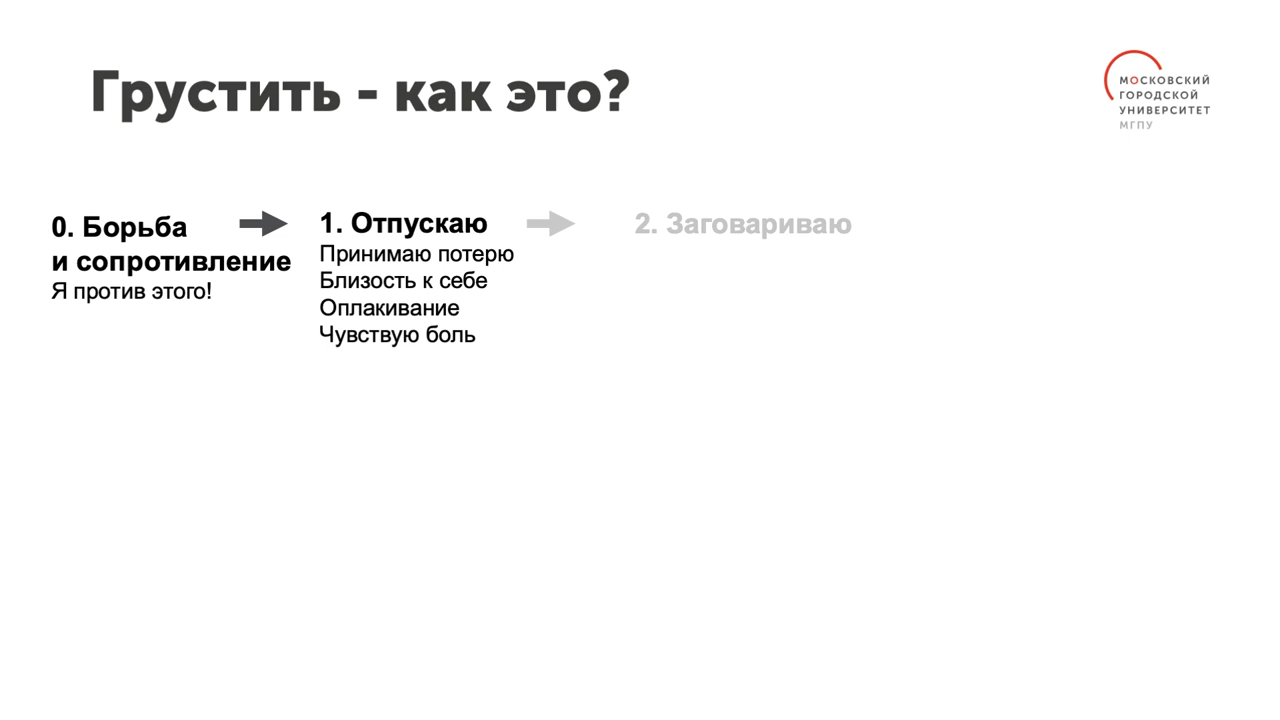 Грустить - как это?
МОСКОВСКИЙ
ГОРОДСКОЙ
УНИВЕРСИТЕТ
МГПУ
0. Борьба
и сопротивление
Я против этого!
1. Отпускаю
Принимаю потерю
Близость к себе
Оплакивание
Чувствую боль
2. Заговариваю